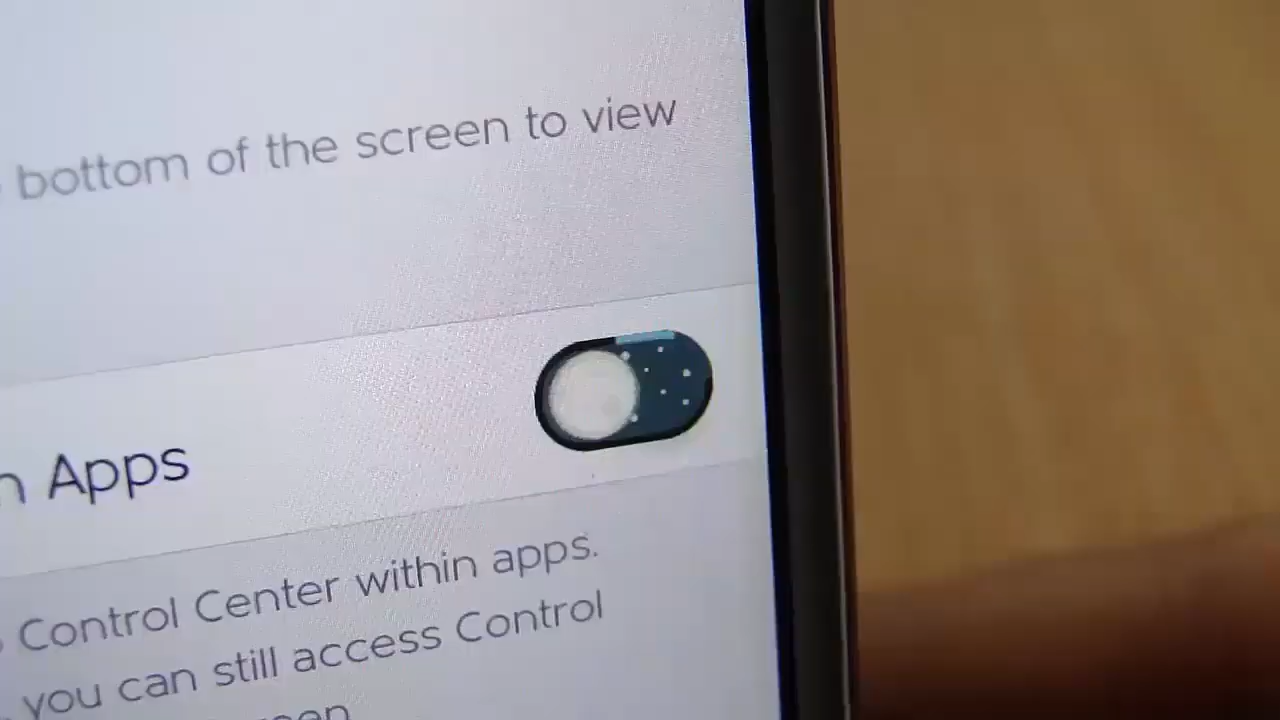 bottom of the screen to view
Apps
Control Center within apps.
you can still access Control